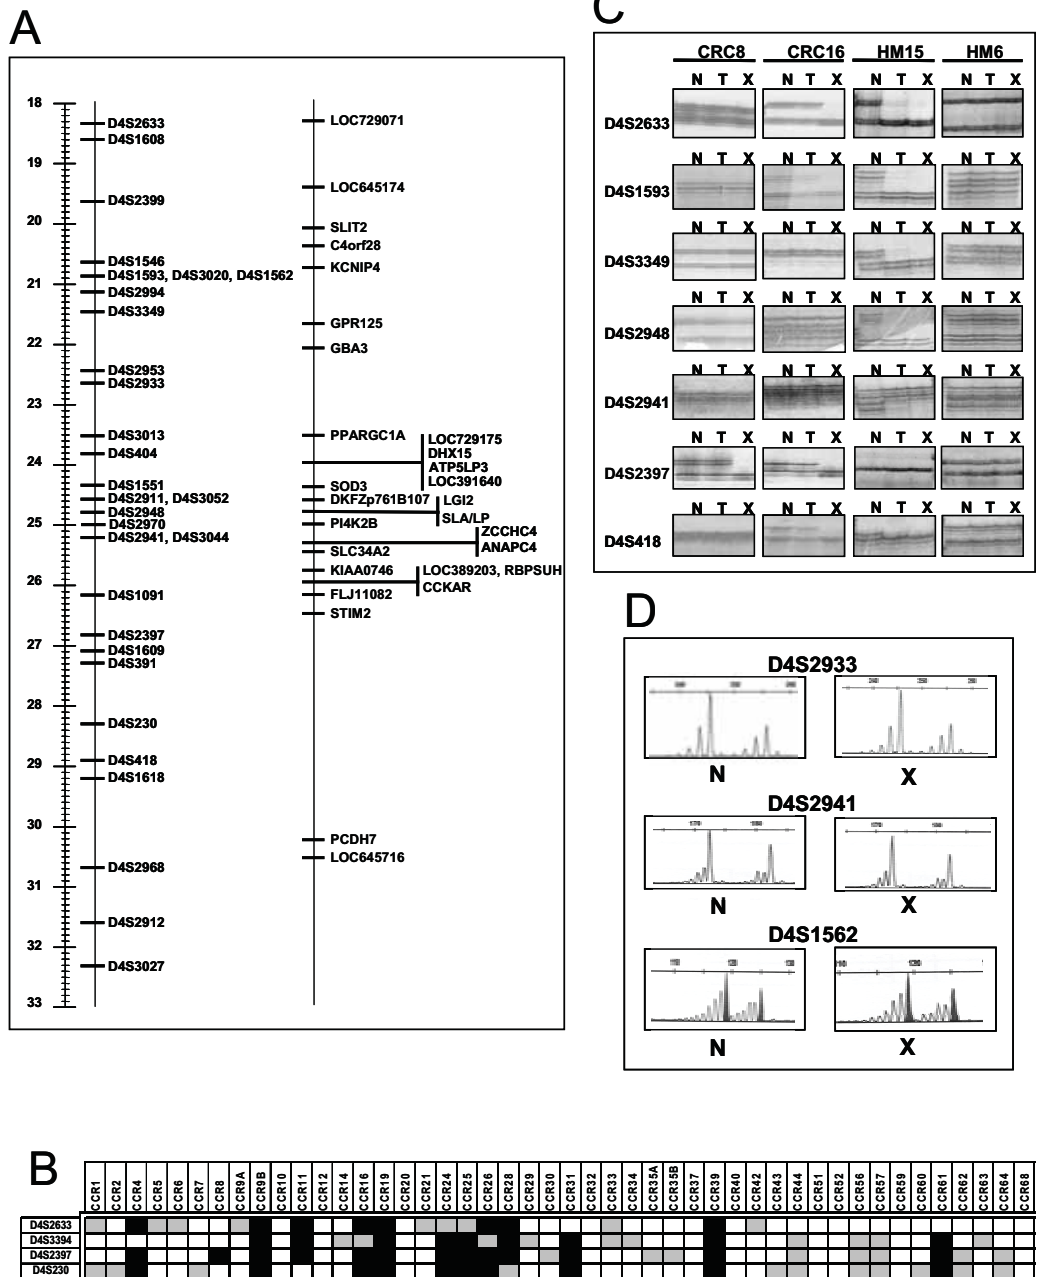 A
18
19
20
21
22
23
24
25
26
27
28
29
30
31
32
33
D4S2633
D4S1608
D4S2399
D4S1546
D4S1593, D4S3020, D4S1562
D4S2994
D4S3349
D4S2953
D4S2933
D4S3013
D4S404
D4S1551
D4S2911, D4S3052
D4S2948
D4S2970
D4S2941, D4S3044
D4S1091
D4S2397
D4S1609
D4S391
D4S230
D4S418
D4S1618
D4S2968
D4S2912
D4S3027
LOC729071
LOC645174
SLIT2
C4orf28
KCNIP4
GPR125
GBA3
PPARGC1A
LOC729175
DHX15
ATP5LP3
LOC391640
SOD3
DKFZp761B107
LGI2
SLA/LP
PI4K2B
ZCCHC4
ANAPC4
SLC34A2
KIAA0746
LOC389203, RBPSUH
CCKAR
FLJ11082
STIM2
PCDH7
LOC645716
C
CRC8 CRC16 HM15 HM6
N T X N T X N T X N T X
D4S2633
N T X N T X N T X N T X
D4S1593
N T X N T X N T X N T X
D4S3349
N T X N T X N T X N T X
D4S2948
N T X N T X N T X N T X
D4S2941
N T X N T X N T X N T X
D4S2397
N T X N T X N T X N T X
D4S418
D
D4S2933
N X
D4S2941
N X
D4S1562
N X
B
CCR1 CCR2 CCR4 CCR5 CCR6 CCR7 CCR8 CCR9A CCR9B CCR10 CCR11 CCR12 CCR14 CCR16 CCR19 CCR20 CCR21 CCR24 CCR25 CCR26 CCR28 CCR29 CCR30 CCR31 CCR32 CCR33 CCR34 CCR35A CCR35B CCR37 CCR39 CCR40 CCR42 CCR43 CCR44 CCR51 CCR52 CCR56 CCR57 CCR59 CCR60 CCR61 CCR62 CCR63 CCR64 CCR68
D4S2633
D4S3394
D4S2397
D4S230